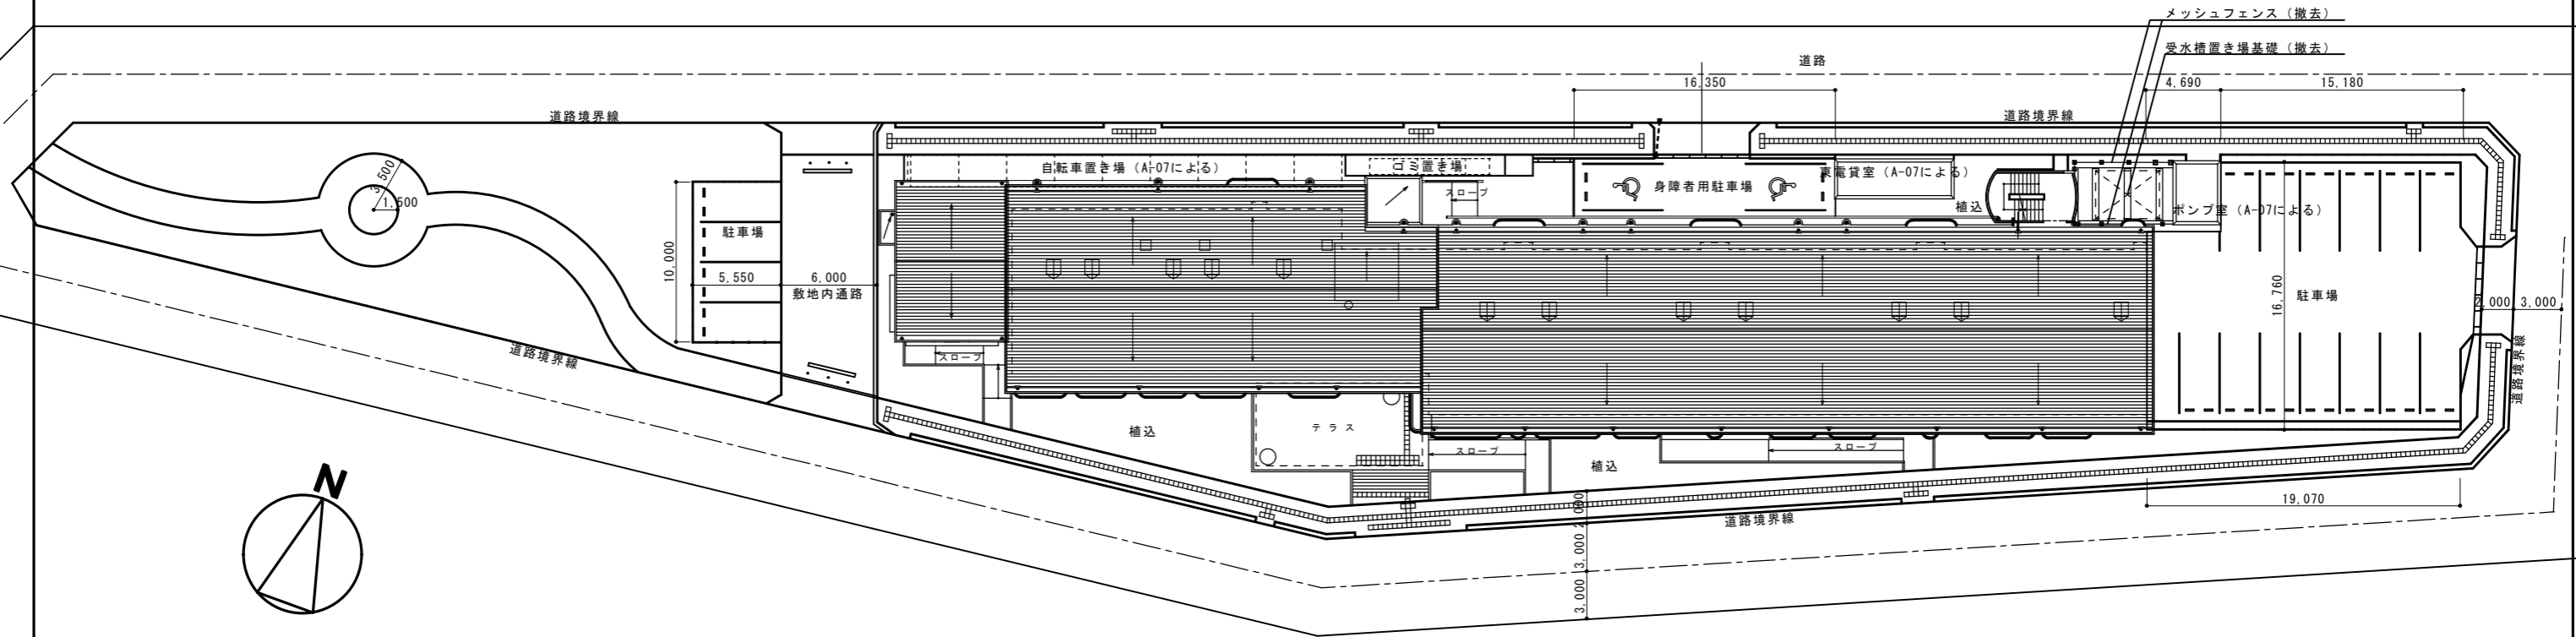 メッシュフェンス（撤去）
受水槽置き場基礎（撤去）
道路
16,350
4,690
15,180
道路境界線
道路境界線
自転車置き場（A-07による）
ゴミ置き場
身障者用駐車場
東電貸室（A-07による）
スロープ
植込
ポンプ室（A-07による）
3,500
1,500
駐車場
10,000
5,550
6,000
敷地内通路
16,760
駐車場
2,000
3,000
道路境界線
道路境界線
スロープ
植込
テラス
スロープ
スロープ
植込
19,070
2,000
3,000
3,000
道路境界線
N